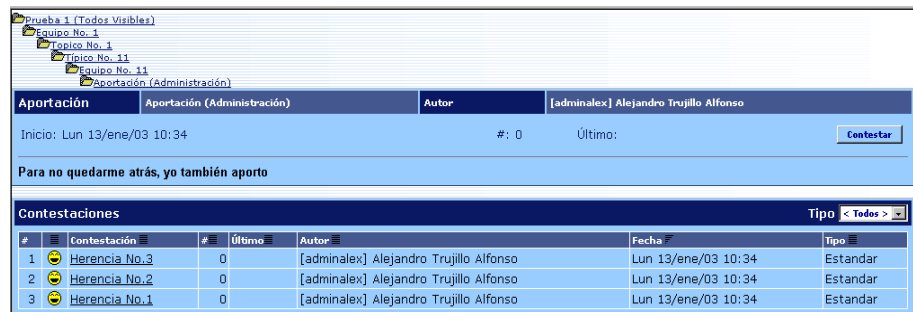 Prueba 1 (Todos Visibles)
Equipo No. 1
Topico No. 1
Típico No. 11
Equipo No. 11
Aportación (Administración)
Aportación Aportación (Administración) Autor [adminalex] Alejandro Trujillo Alfonso
Inicio: Lun 13/ene/03 10:34 #: 0 Último: Contestar
Para no quedarme atrás, yo también aporto
Contestaciones Tipo < Todos >
# Contestación # Último Autor Fecha Tipo
1 Herencia No.3 0 [adminalex] Alejandro Trujillo Alfonso Lun 13/ene/03 10:34 Estandar
2 Herencia No.2 0 [adminalex] Alejandro Trujillo Alfonso Lun 13/ene/03 10:34 Estandar
3 Herencia No.1 0 [adminalex] Alejandro Trujillo Alfonso Lun 13/ene/03 10:34 Estandar